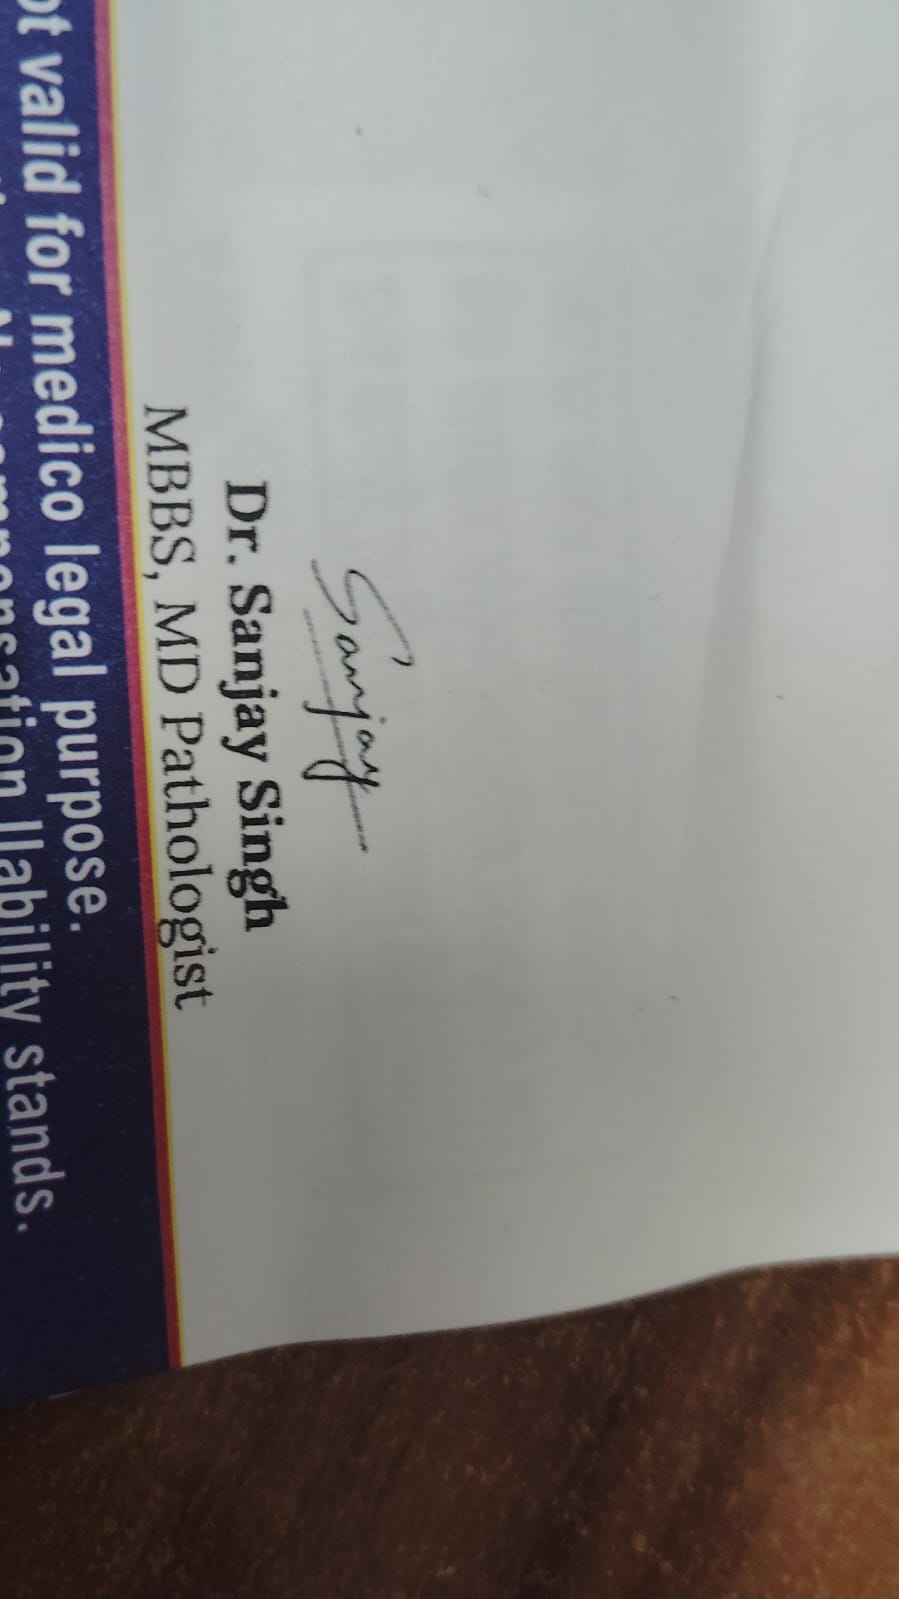 Sanjay
Dr. Sanjay Singh
MBBS, MD Pathologist
valid for medico legal purpose.
liability stands.